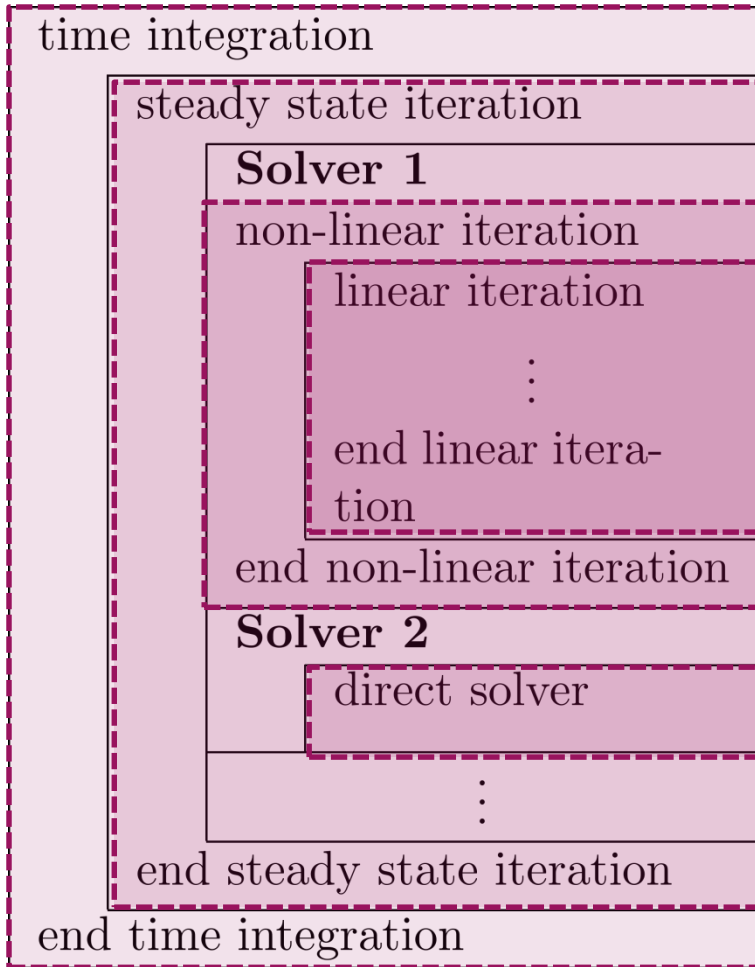 time integration
steady state iteration
Solver 1
non-linear iteration
linear iteration
⋮
end linear itera-
tion
end non-linear iteration
Solver 2
direct solver
⋮
end steady state iteration
end time integration